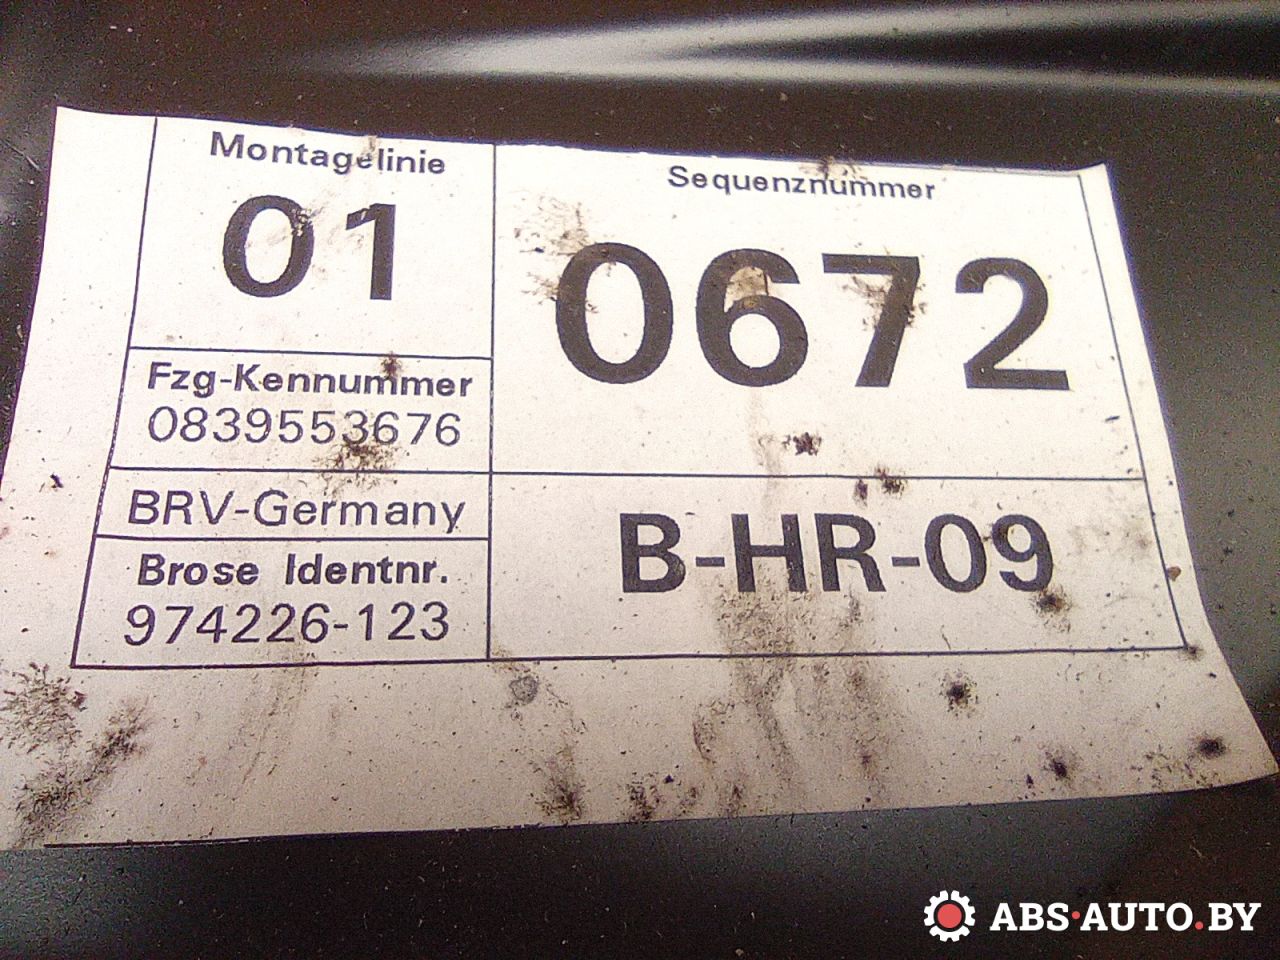 Montagelinie
01
Sequenznummer
0672
Fzg-Kennummer
0839553676
BRV-Germany
Brose Identnr.
974226-123
B-HR-09
ABS·AUTO.BY